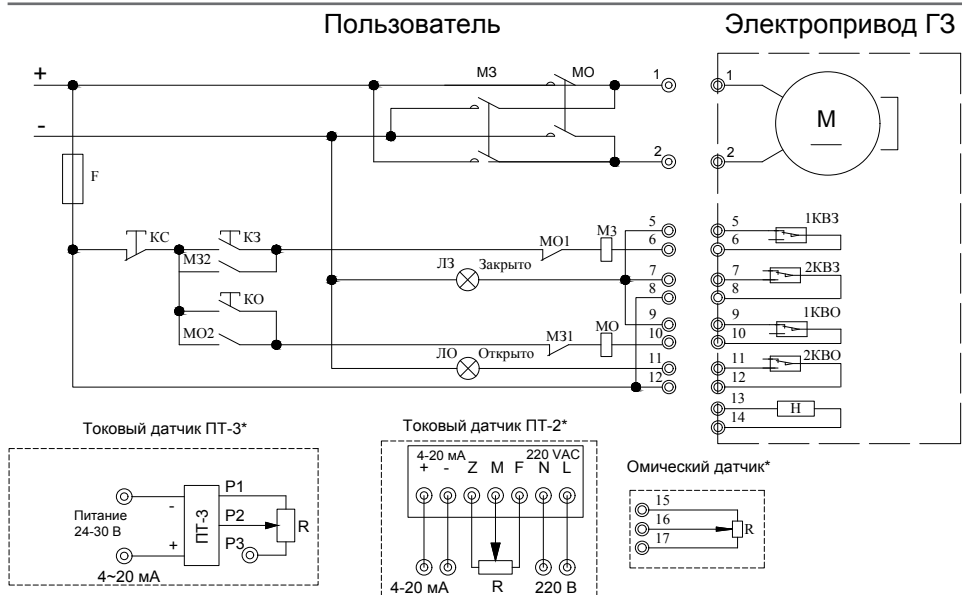 Пользователь
Электропривод ГЗ
+
МЗ
МО
1
1
-
М
2
2
F
КС
КЗ
МО1
МЗ
5
6
5
6
1КВЗ
МЗ2
ЛЗ
Закрыто
7
8
7
8
2КВЗ
КО
МО2
МЗ1
МО
9
10
9
10
1КВО
ЛО
Открыто
11
12
11
12
2КВО
13
14
Н
Токовый датчик ПТ-3*
Питание
24-30 В
-
+
4~20 мА
ПТ-3
P1
P2
P3
R
Токовый датчик ПТ-2*
4-20 мА
220 VAC
+ - Z M F N L
4-20 мА
R
220 В
Омический датчик*
15
16
17
R